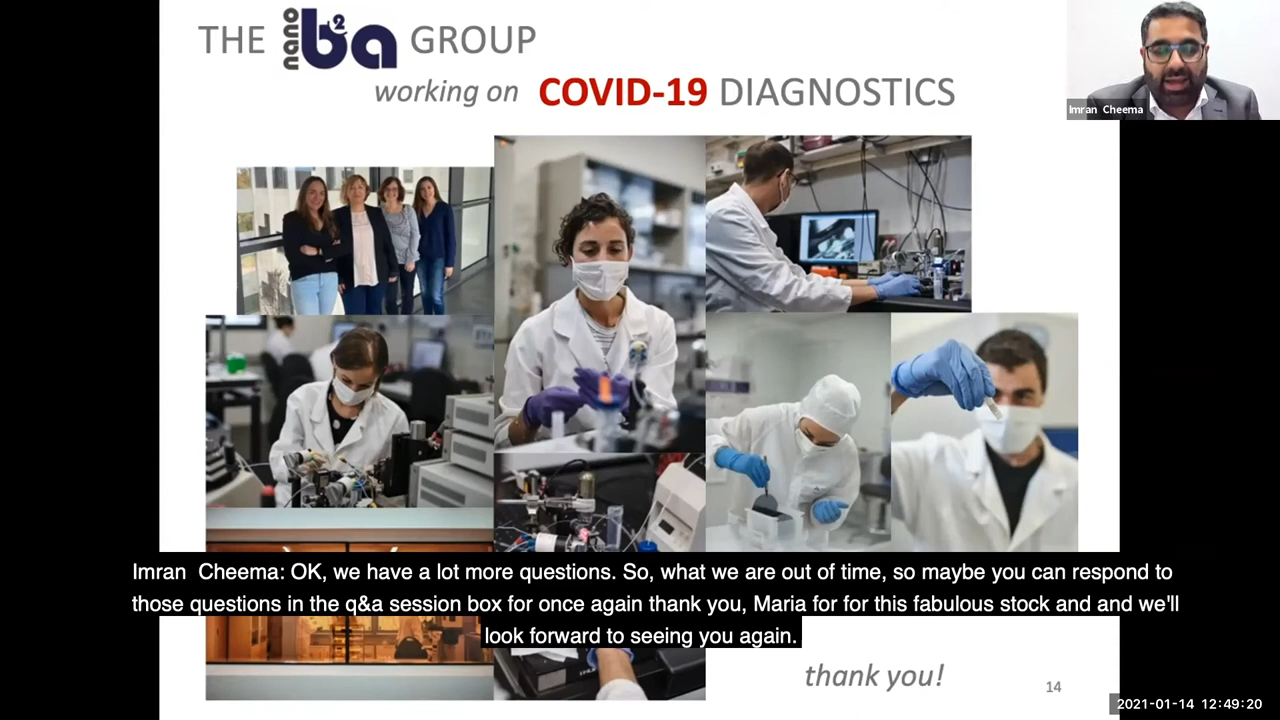 THE nano b2a GROUP
working on COVID-19 DIAGNOSTICS
Imran Cheema
Imran Cheema: OK, we have a lot more questions. So, what we are out of time, so maybe you can respond to
those questions in the q&a session box for once again thank you, Maria for for this fabulous stock and and we'll
look forward to seeing you again.
thank you!
14
2021-01-14 12:49:20